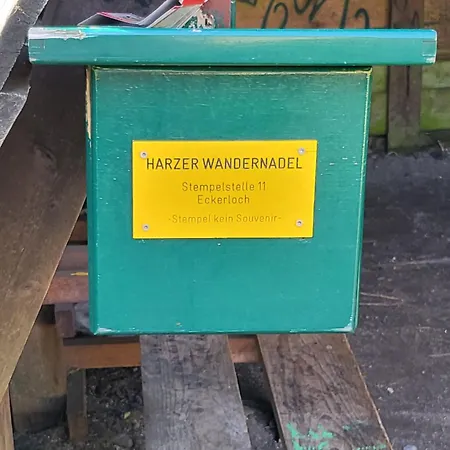 HARZER WANDERNADEL
Stempelstelle 11
Eckerloch
-Stempel kein Souvenir-